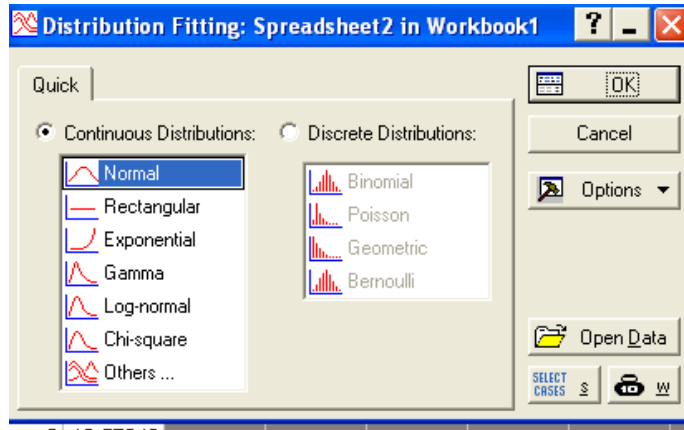 Distribution Fitting: Spreadsheet2 in Workbook1
Quick
OK
Continuous Distributions:
Discrete Distributions:
Cancel
Normal
Rectangular
Exponential
Gamma
Log-normal
Chi-square
Others ...
Binomial
Poisson
Geometric
Bernoulli
Options
Open Data
SELECT
CASES
S
W